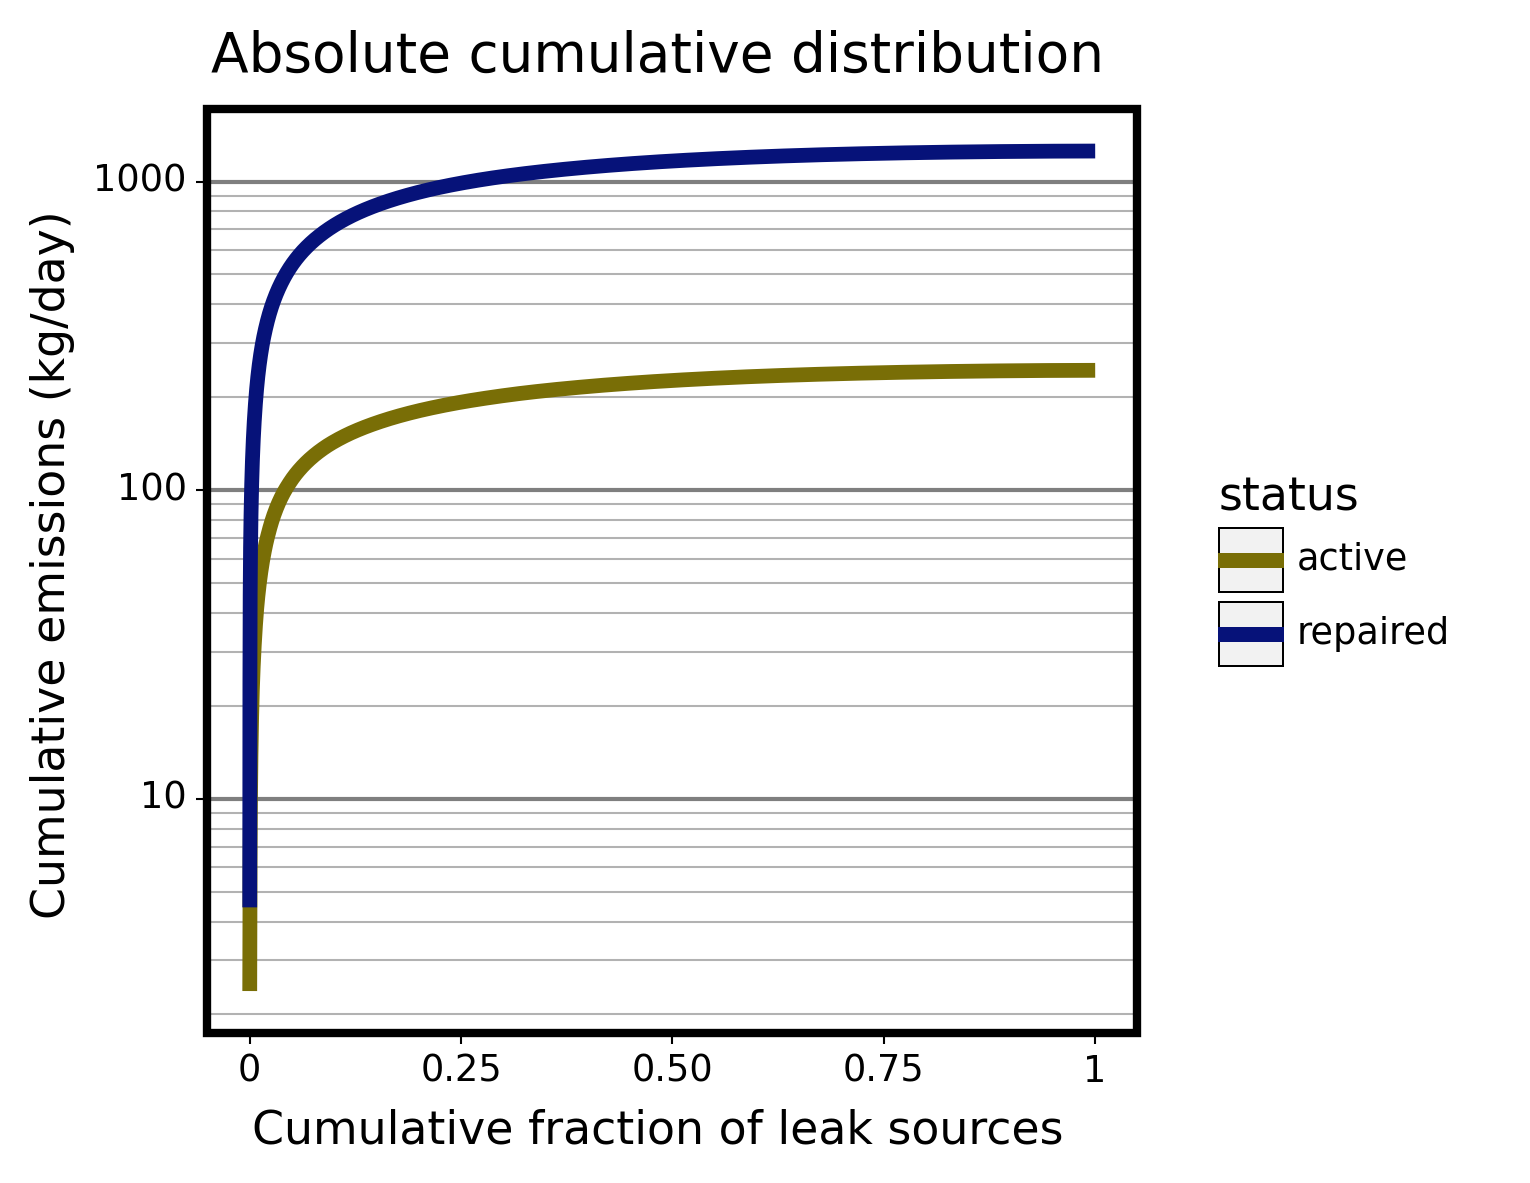 Absolute cumulative distribution
Cumulative emissions (kg/day)
1000
100
10
0
0.25
0.50
0.75
1
Cumulative fraction of leak sources
status
active
repaired